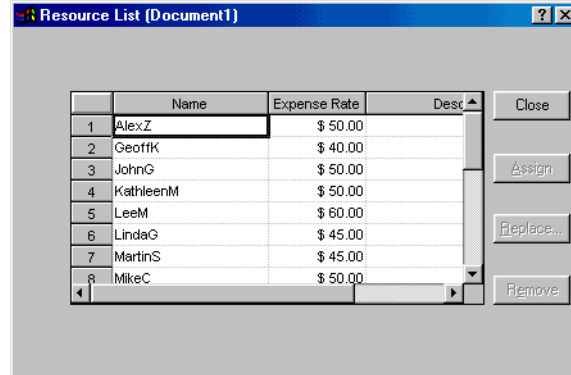 Resource List (Document1)
Name Expense Rate Desc
1 AlexZ $ 50.00
2 GeoffK $ 40.00
3 JohnG $ 50.00
4 KathleenM $ 50.00
5 LeeM $ 60.00
6 LindaG $ 45.00
7 MartinS $ 45.00
8 MikeC $ 50.00
Close
Assign
Replace...
Remove